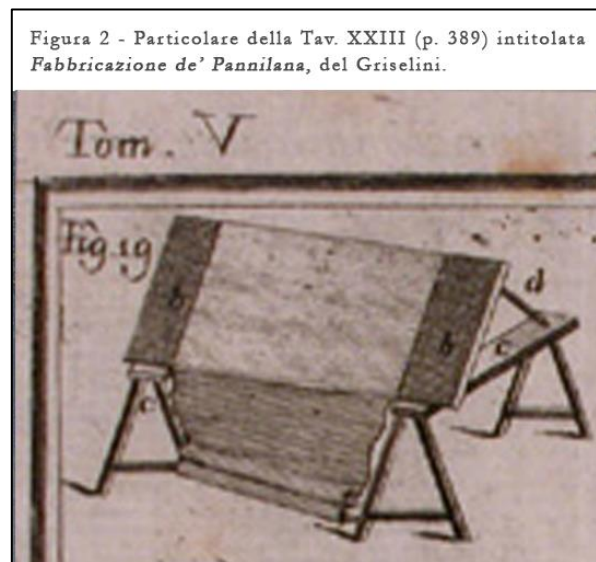 Figura 2 - Particolare della Tav. XXIII (p. 389) intitolata
Fabbricazione de' Pannilana, del Griselini.
Tom. V
Fig. 19
d
b
b
c
c